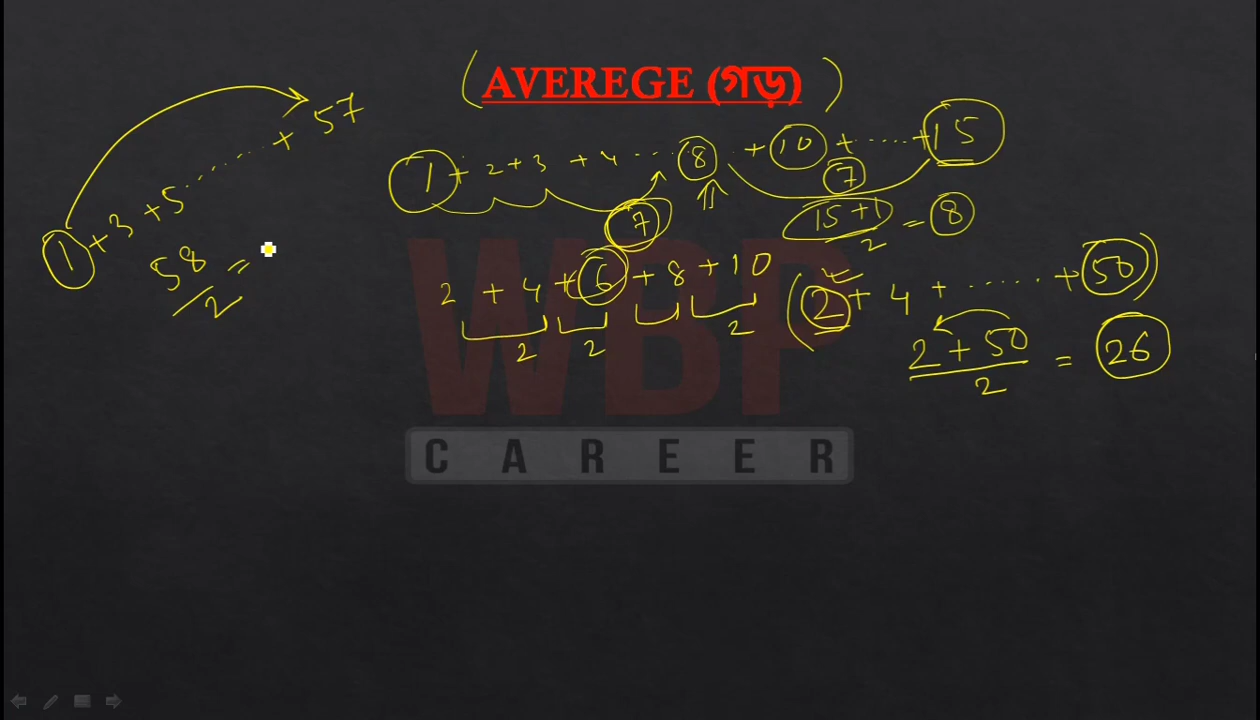 (AVEREGE (গড়))
1 + 3 + 5 ...... + 57
58/2 =
1 + 2 + 3 + 4 ... 8 ... + 10 + ..... + 15
7
7
15 + 1 / 2 = 8
2 + 4 + 6 + 8 + 10
2 2 2
(2 + 4 + ...... + 50)
2 + 50 / 2 = 26
WBP
CAREER